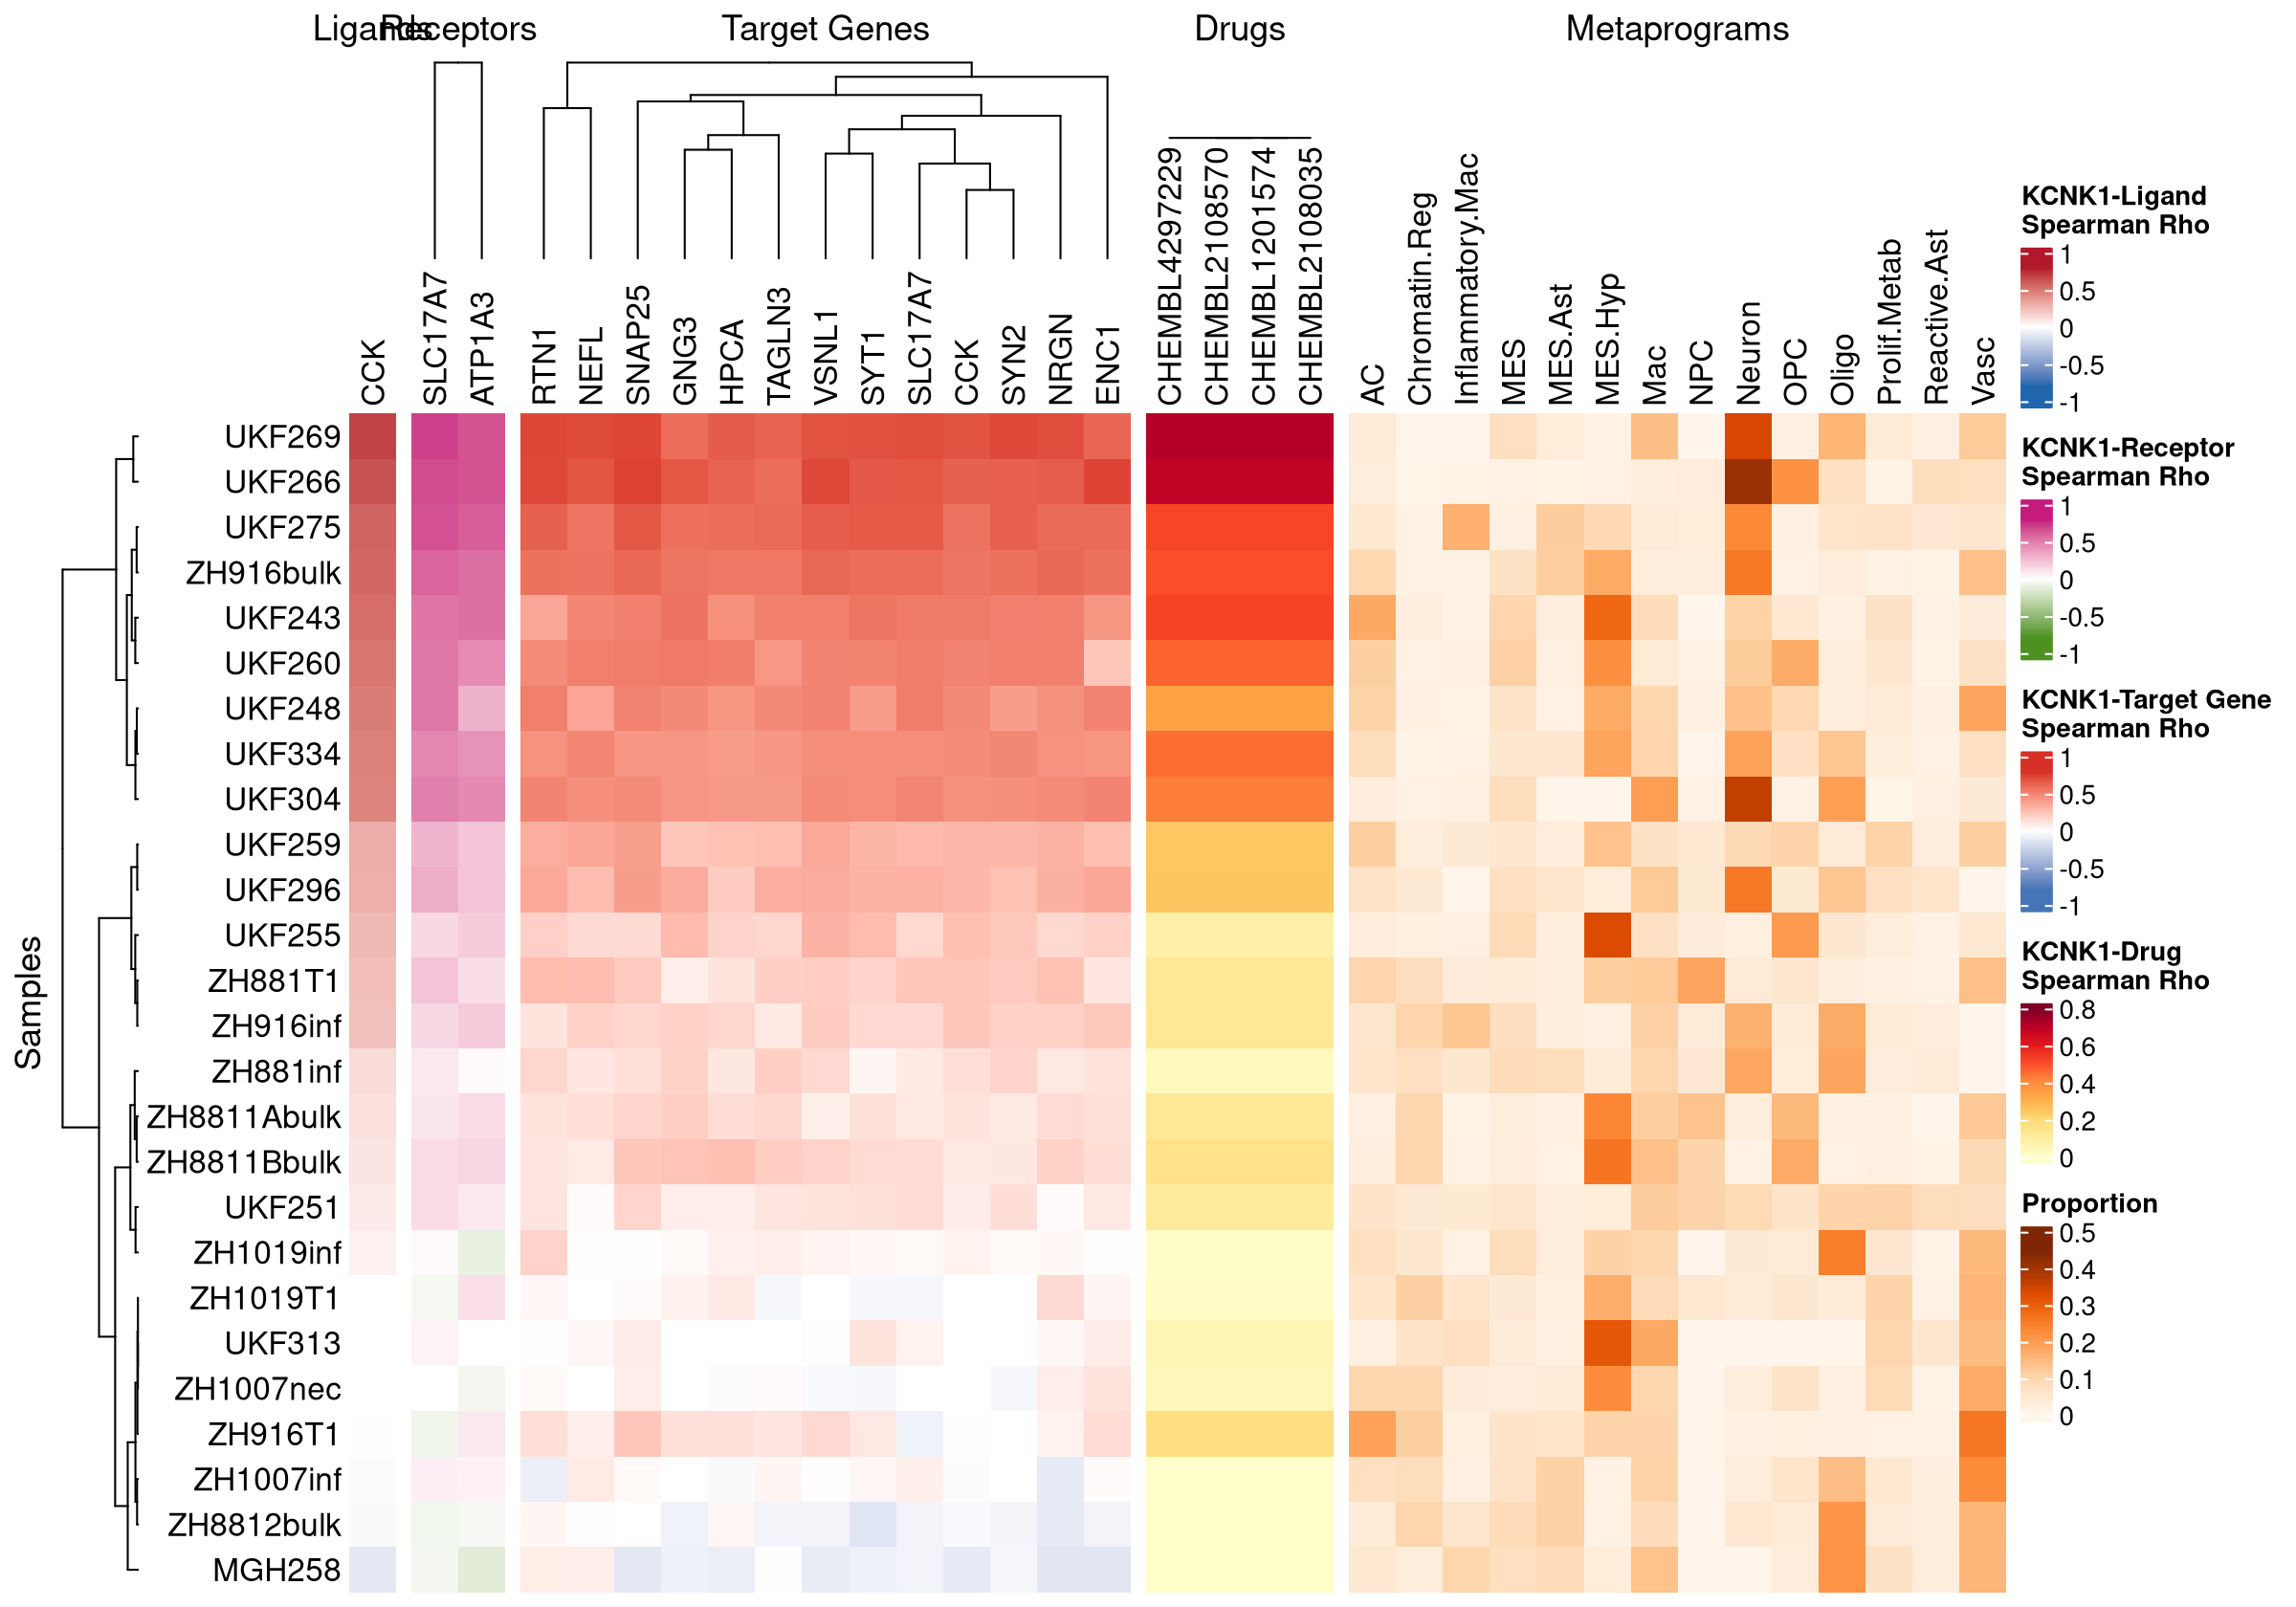 Ligands Receptors Target Genes Drugs Metaprograms
CCK
SLC17A7
ATP1A3
RTN1
NEFL
SNAP25
GNG3
HPCA
TAGLN3
VSNL1
SYT1
SLC17A7
CCK
SYN2
NRGN
ENC1
CHEMBL4297229
CHEMBL2108570
CHEMBL1201574
CHEMBL2108035
AC
Chromatin.Reg
Inflammatory.Mac
MES
MES.Ast
MES.Hyp
Mac
NPC
Neuron
OPC
Oligo
Prolif.Metab
Reactive.Ast
Vasc
Samples
UKF269
UKF266
UKF275
ZH916bulk
UKF243
UKF260
UKF248
UKF334
UKF304
UKF259
UKF296
UKF255
ZH881T1
ZH916inf
ZH881inf
ZH8811Abulk
ZH8811Bbulk
UKF251
ZH1019inf
ZH1019T1
UKF313
ZH1007nec
ZH916T1
ZH1007inf
ZH8812bulk
MGH258
KCNK1-Ligand
Spearman Rho
1
0.5
0
-0.5
-1
KCNK1-Receptor
Spearman Rho
1
0.5
0
-0.5
-1
KCNK1-Target Gene
Spearman Rho
1
0.5
0
-0.5
-1
KCNK1-Drug
Spearman Rho
0.8
0.6
0.4
0.2
0
Proportion
0.5
0.4
0.3
0.2
0.1
0